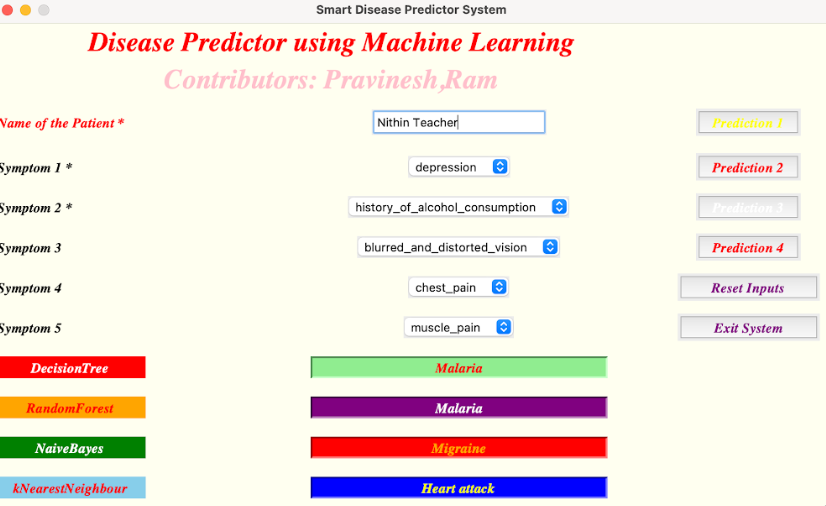 Smart Disease Predictor System
Disease Predictor using Machine Learning
Contributors: Pravinesh,Ram
Name of the Patient * Nithin Teacher Prediction 1
Symptom 1 * depression Prediction 2
Symptom 2 * history_of_alcohol_consumption Prediction 3
Symptom 3 blurred_and_distorted_vision Prediction 4
Symptom 4 chest_pain Reset Inputs
Symptom 5 muscle_pain Exit System
DecisionTree Malaria
RandomForest Malaria
NaiveBayes Migraine
kNearestNeighbour Heart attack